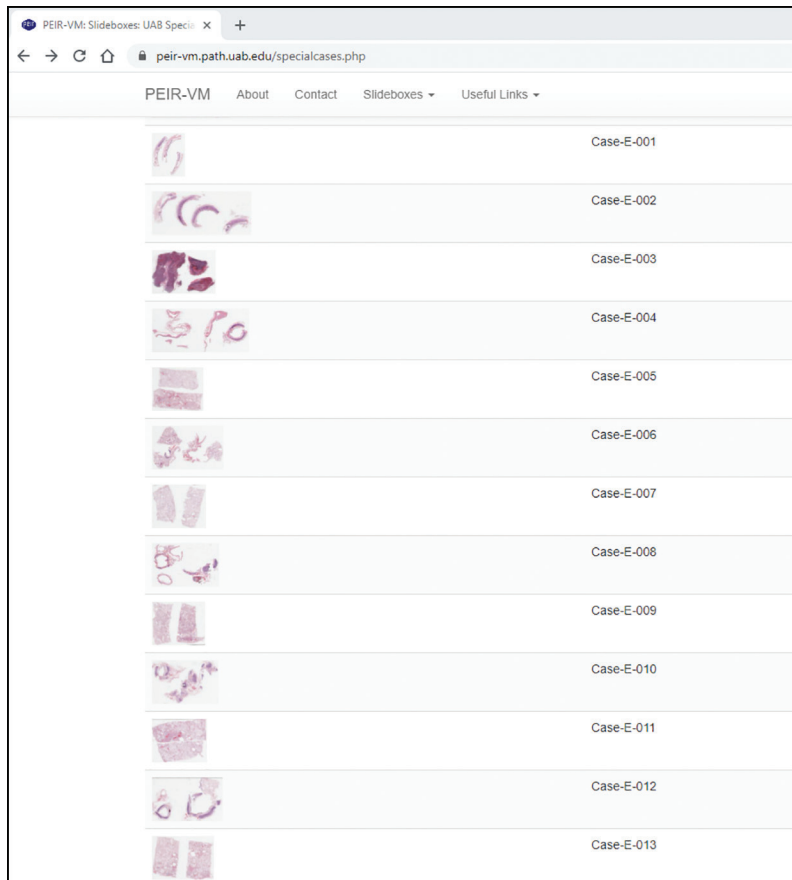 PEIR-VM: Slideboxes: UAB Specia
peir-vm.path.uab.edu/specialcases.php
PEIR-VM About Contact Slideboxes Useful Links
Case-E-001
Case-E-002
Case-E-003
Case-E-004
Case-E-005
Case-E-006
Case-E-007
Case-E-008
Case-E-009
Case-E-010
Case-E-011
Case-E-012
Case-E-013